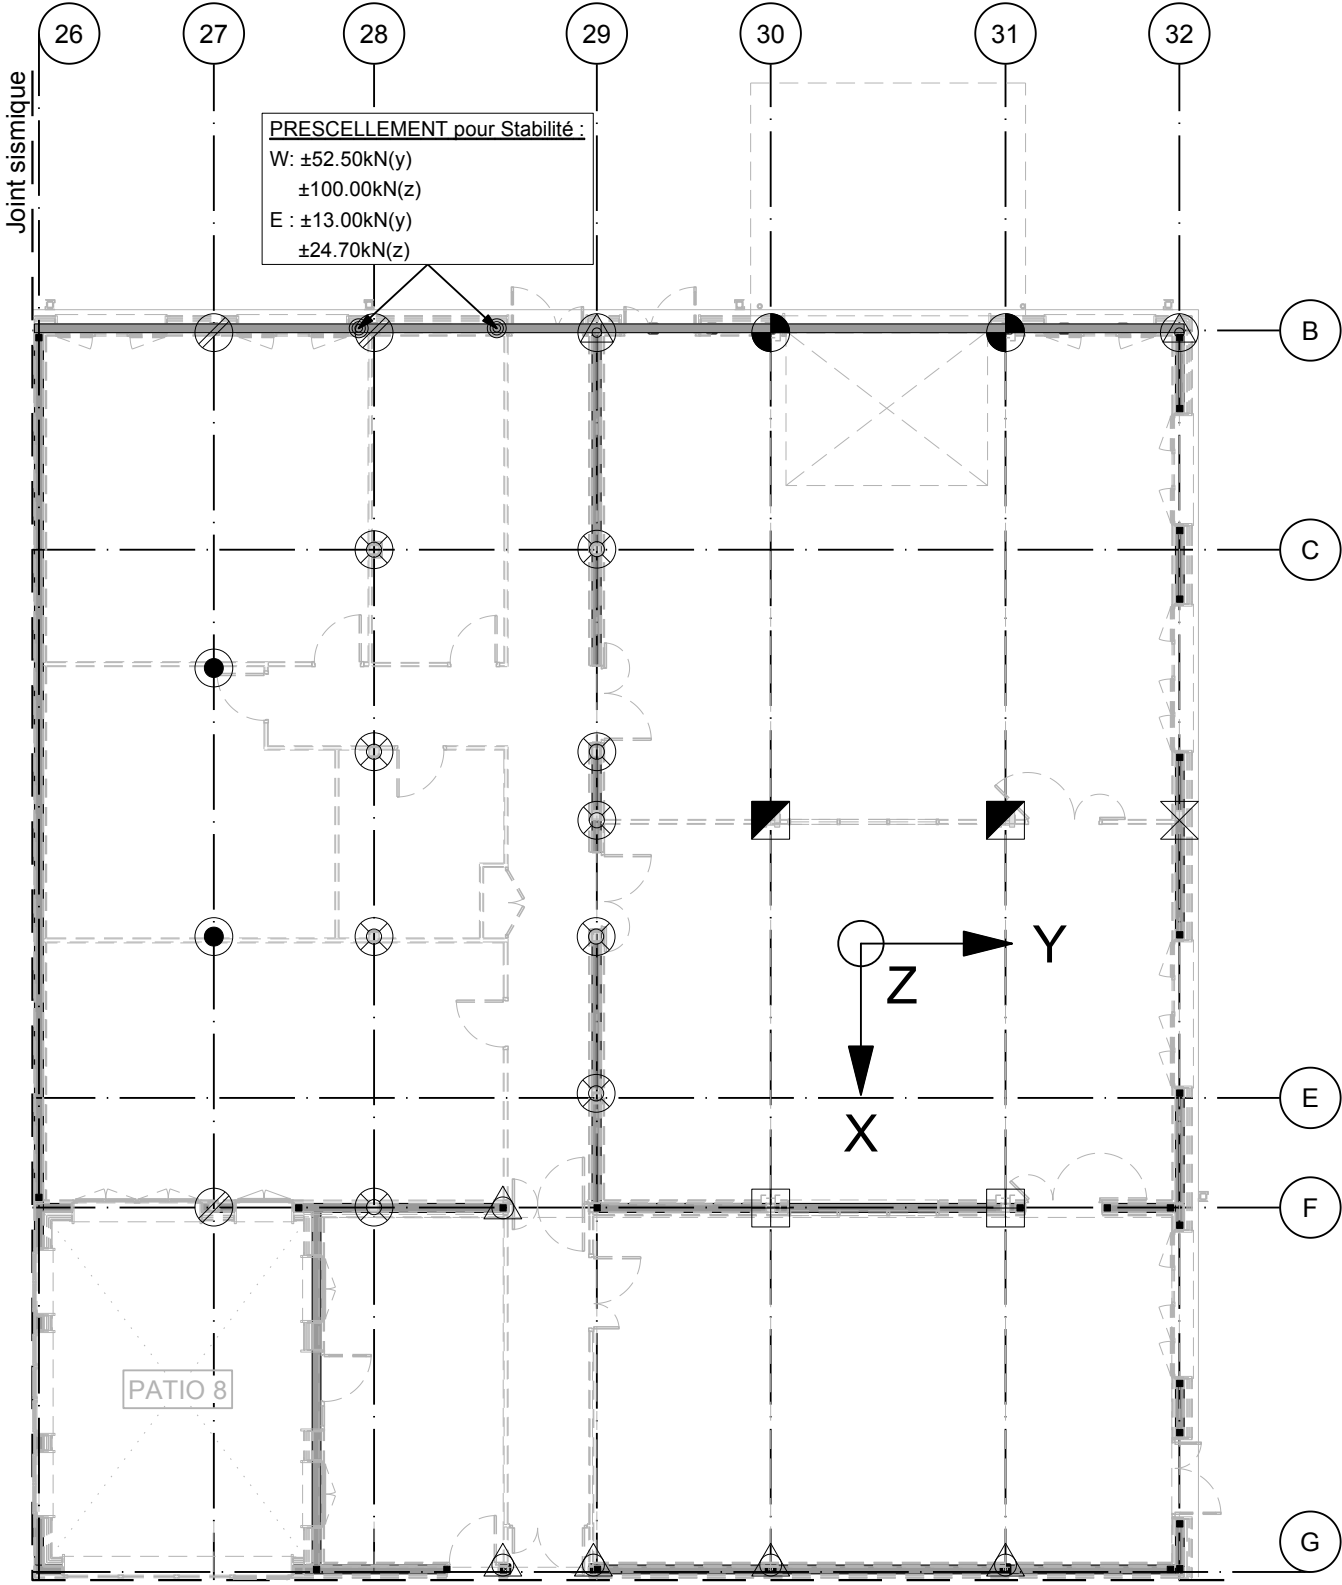 26 27 28 29 30 31 32
Joint sismique
PRESCELLEMENT pour Stabilité :
W: ±52.50kN(y)
±100.00kN(z)
E : ±13.00kN(y)
±24.70kN(z)
B
C
Y
Z
X
E
F
PATIO 8
G